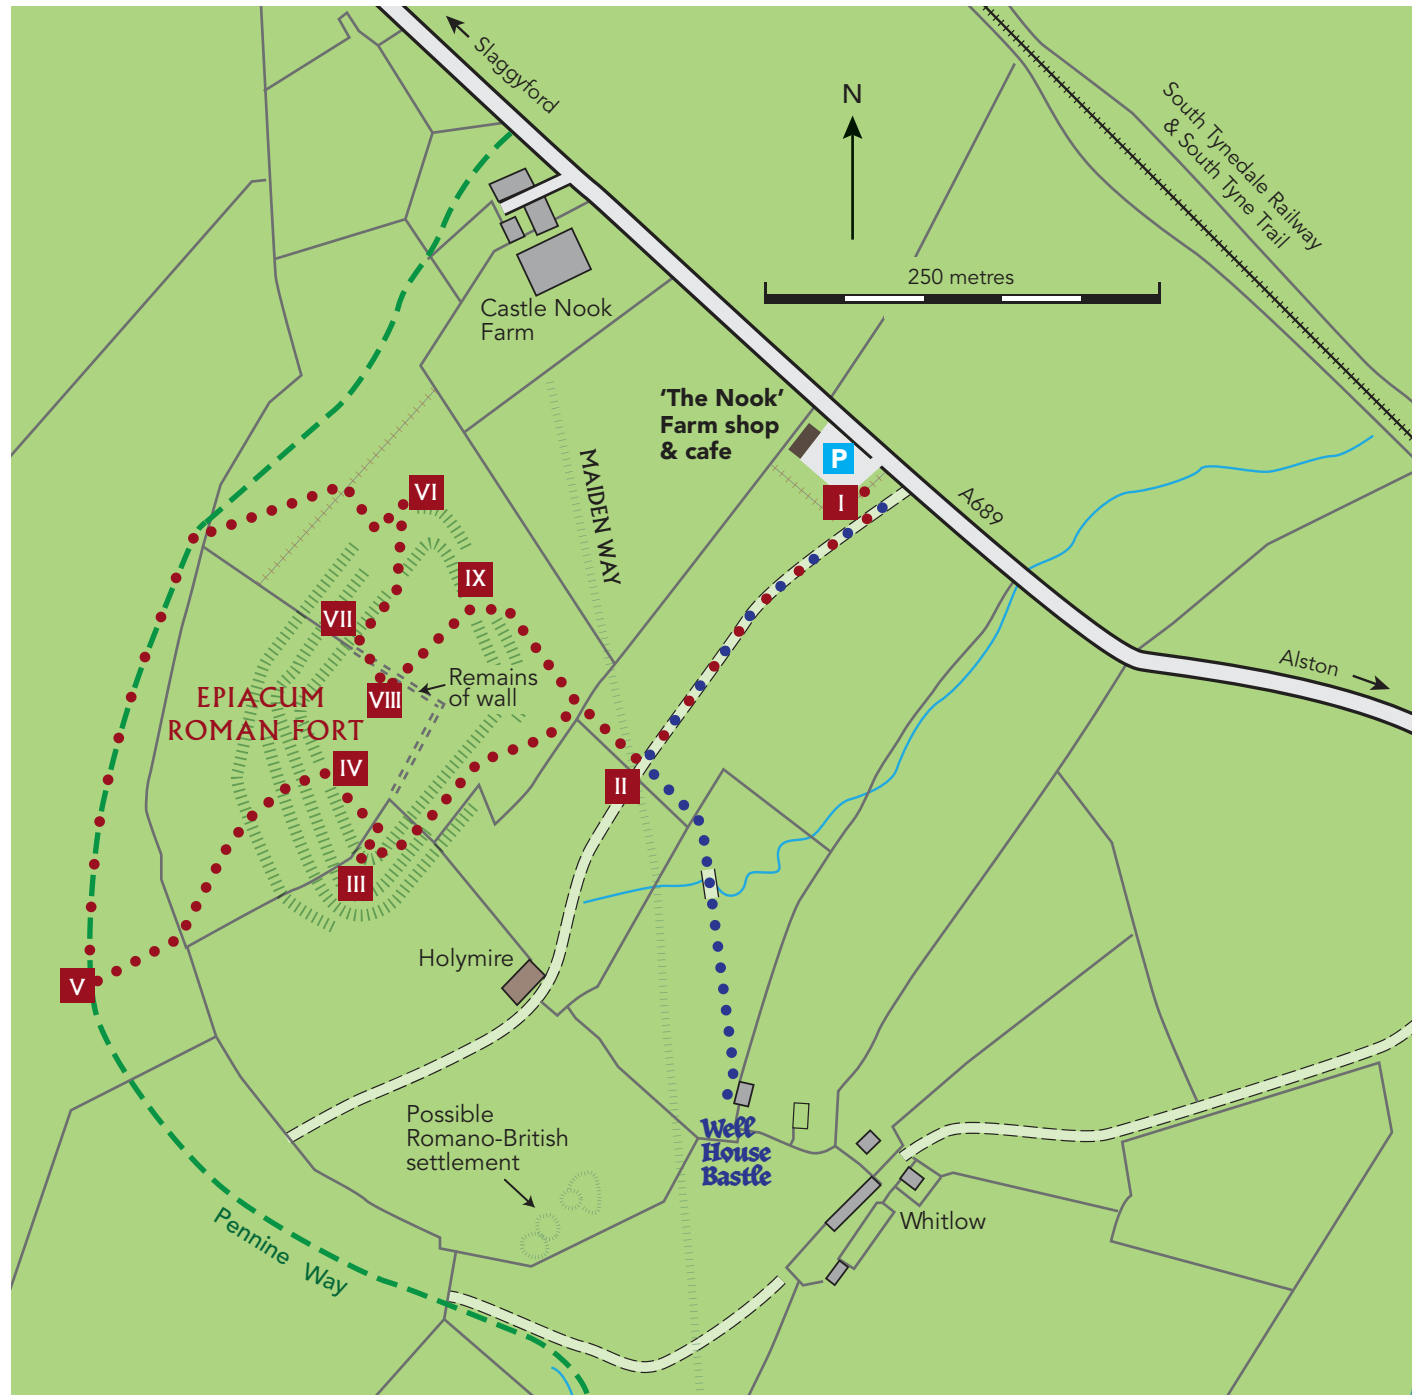 Slaggyford
N
South Tynedale Railway
& South Tyne Trail
250 metres
Castle Nook
Farm
'The Nook'
Farm shop
& cafe
P
I
A689
MAIDEN WAY
VI
IX
VII
Remains
of wall
VIII
EPIACUM
ROMAN FORT
Alston
IV
II
III
Holymire
V
Possible
Romano-British
settlement
Well
House
Bastle
Whitlow
Pennine Way